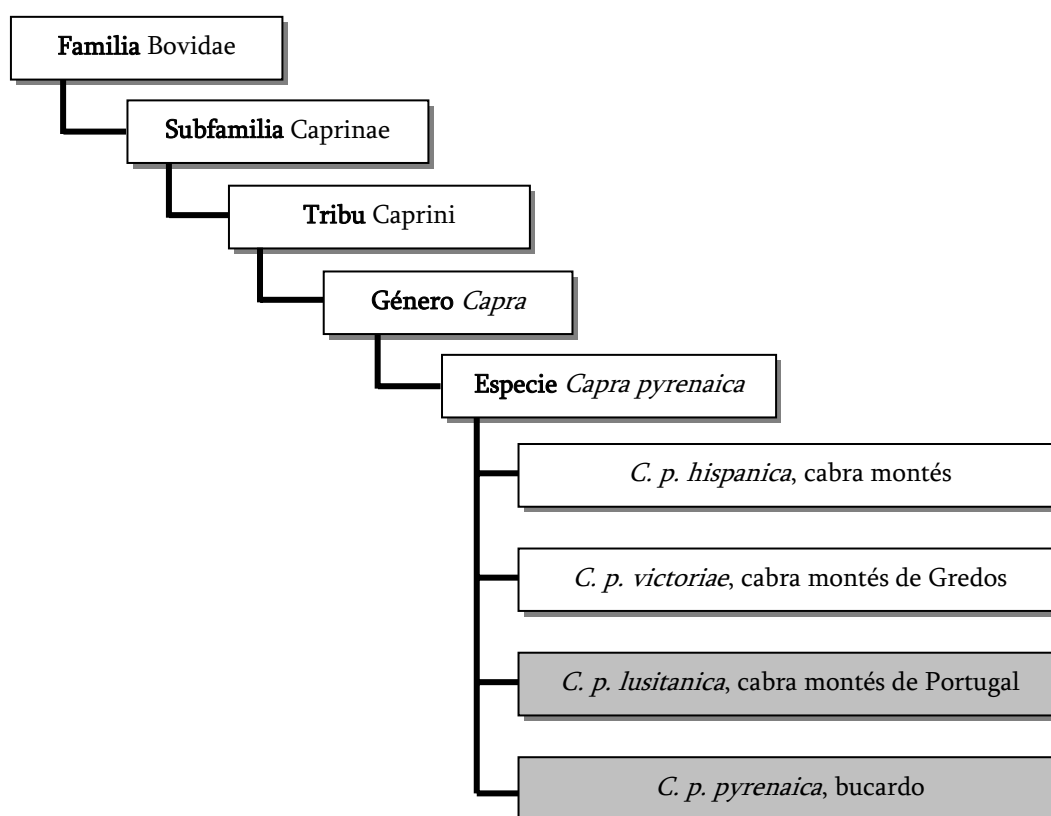 Familia Bovidae
Subfamilia Caprinae
Tribu Caprini
Género Capra
Especie Capra pyrenaica
C. p. hispanica, cabra montés
C. p. victoriae, cabra montés de Gredos
C. p. lusitanica, cabra montés de Portugal
C. p. pyrenaica, bucardo